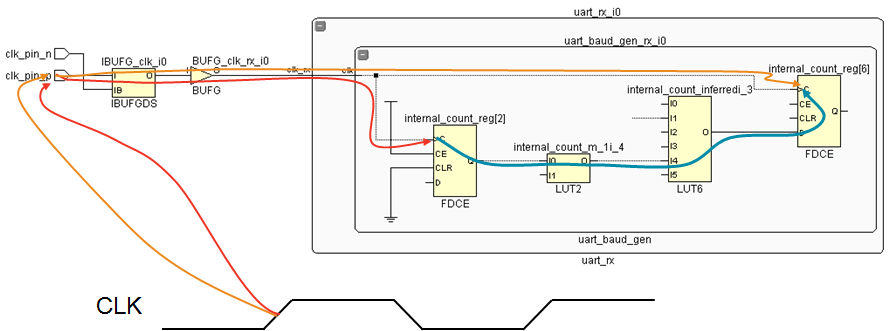 uart_rx_i0
uart_baud_gen_rx_i0
clk_pin_n
clk_pin_p
IBUFG_clk_i0
I
O
IB
IBUFGDS
BUFG_clk_rx_i0
I
O
BUFG
clk
internal_count_reg[2]
C
CE
CLR
D
Q
FDCE
internal_count_m_1i_4
I0
O
I1
LUT2
internal_count_inferredi_3
I0
I1
I2
I3
I4
I5
O
LUT6
internal_count_reg[6]
C
CE
CLR
D
Q
FDCE
uart_baud_gen
uart_rx
CLK